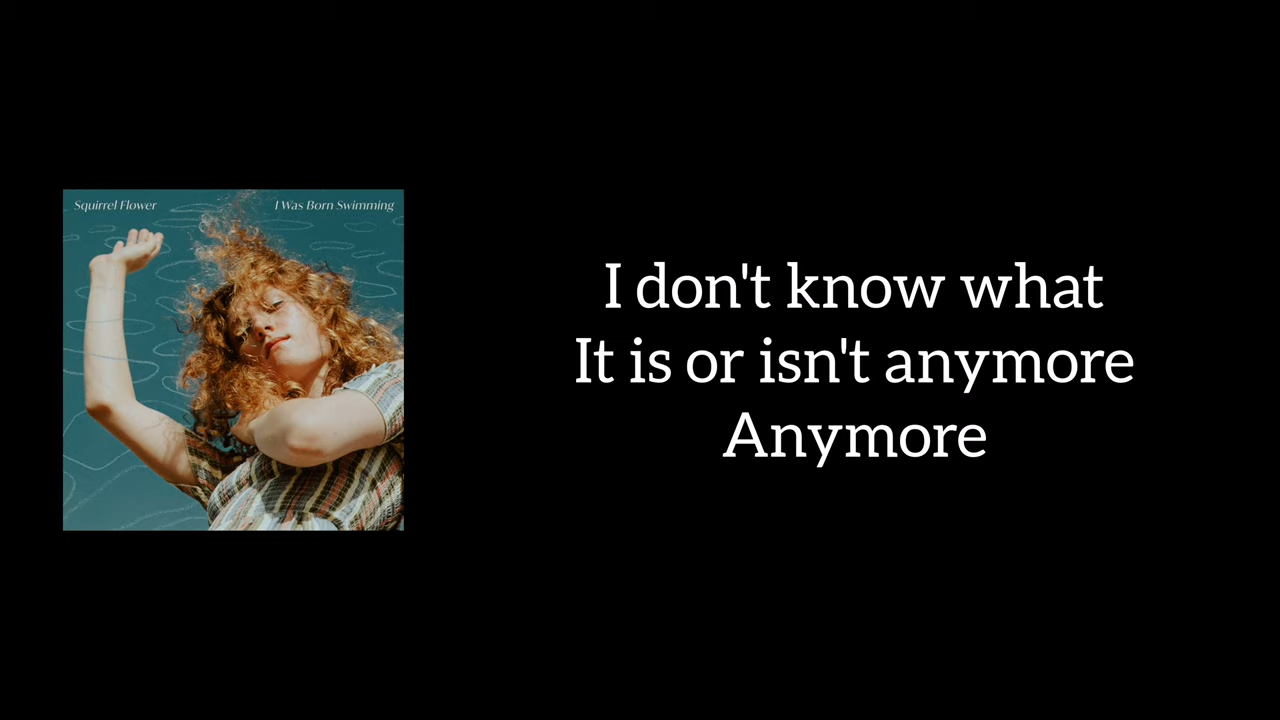 Squirrel Flower
I Was Born Swimming
I don't know what
It is or isn't anymore
Anymore